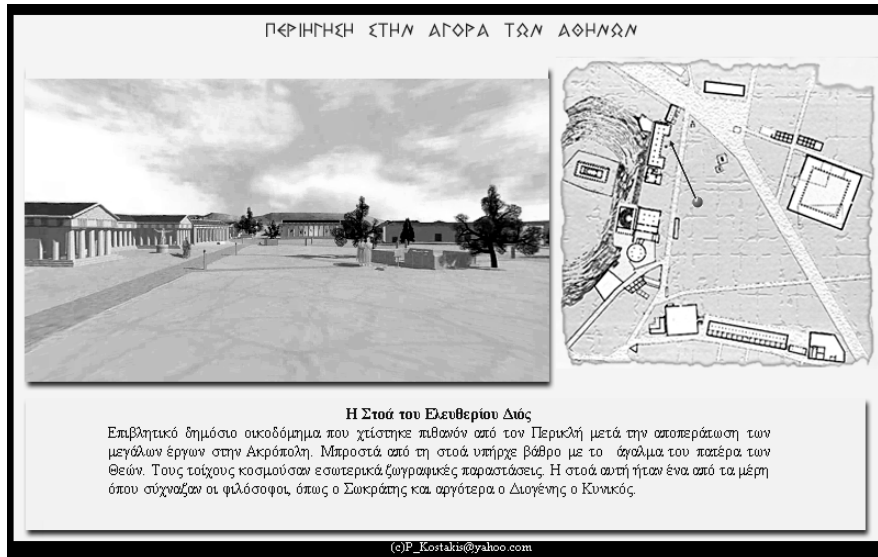 ΠΕΡΙΗΓΗΣΗ ΣΤΗΝ ΑΓΟΡΑ ΤΩΝ ΑΘΗΝΩΝ
Η Στοά του Ελευθερίου Διός
Επιβλητικό δημόσιο οικοδόμημα που χτίστηκε πιθανόν από τον Περικλή μετά την αποπεράτωση των
μεγάλων έργων στην Ακρόπολη. Μπροστά από τη στοά υπήρχε βάθρο με το άγαλμα του πατέρα των
Θεών. Τους τοίχους κοσμούσαν εσωτερικά ζωγραφικές παραστάσεις. Η στοά αυτή ήταν ένα από τα μέρη
όπου σύχναζαν οι φιλόσοφοι, όπως ο Σωκράτης και αργότερα ο Διογένης ο Κυνικός.
(c)P_Kostakis@yahoo.com